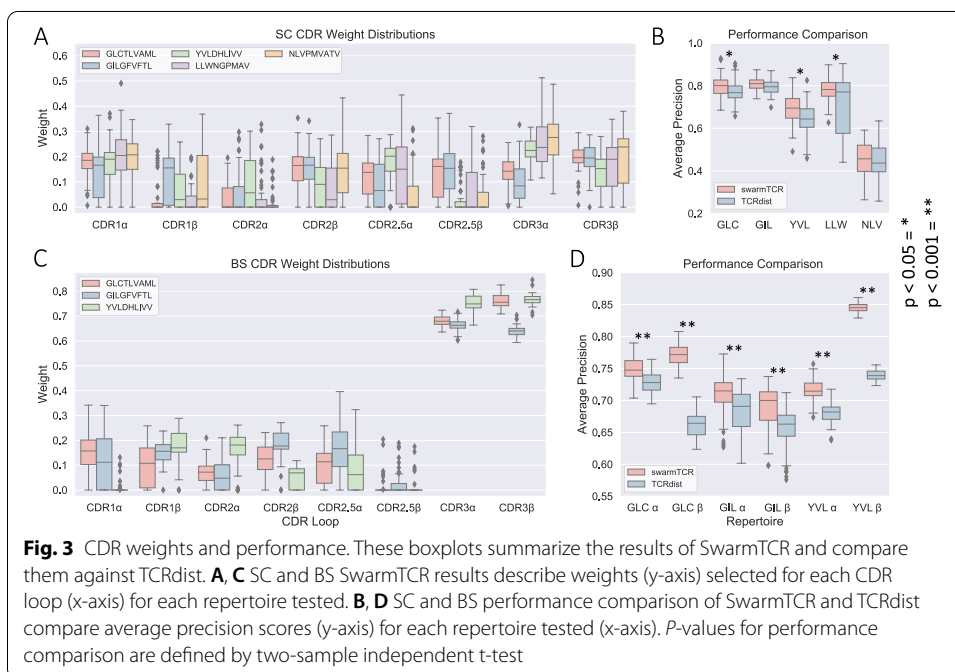 A
SC CDR Weight Distributions
GLCTLVAML
GILGFVFTL
YVLDHLIVV
LLWNGPMAV
NLVPMVATV
Weight
0.6
0.5
0.4
0.3
0.2
0.1
0.0
CDR1α CDR1β CDR2α CDR2β CDR2.5α CDR2.5β CDR3α CDR3β
B
Performance Comparison
Average Precision
1.0
0.8
0.6
0.4
0.2
* * *
swarmTCR
TCRdist
GLC GIL YVL LLW NLV
p < 0.05 = *
p < 0.001 = **
C
BS CDR Weight Distributions
GLCTLVAML
GILGFVFTL
YVLDHLIVV
Weight
0.8
0.7
0.6
0.5
0.4
0.3
0.2
0.1
0.0
CDR1α CDR1β CDR2α CDR2β CDR2.5α CDR2.5β CDR3α CDR3β
CDR Loop
D
Performance Comparison
Average Precision
0.90
0.85
0.80
0.75
0.70
0.65
0.60
0.55
** ** ** ** ** **
swarmTCR
TCRdist
GLC α GLC β GIL α GIL β YVL α YVL β
Repertoire
Fig. 3 CDR weights and performance. These boxplots summarize the results of SwarmTCR and compare
them against TCRdist. A, C SC and BS SwarmTCR results describe weights (y-axis) selected for each CDR
loop (x-axis) for each repertoire tested. B, D SC and BS performance comparison of SwarmTCR and TCRdist
compare average precision scores (y-axis) for each repertoire tested (x-axis). P-values for performance
comparison are defined by two-sample independent t-test